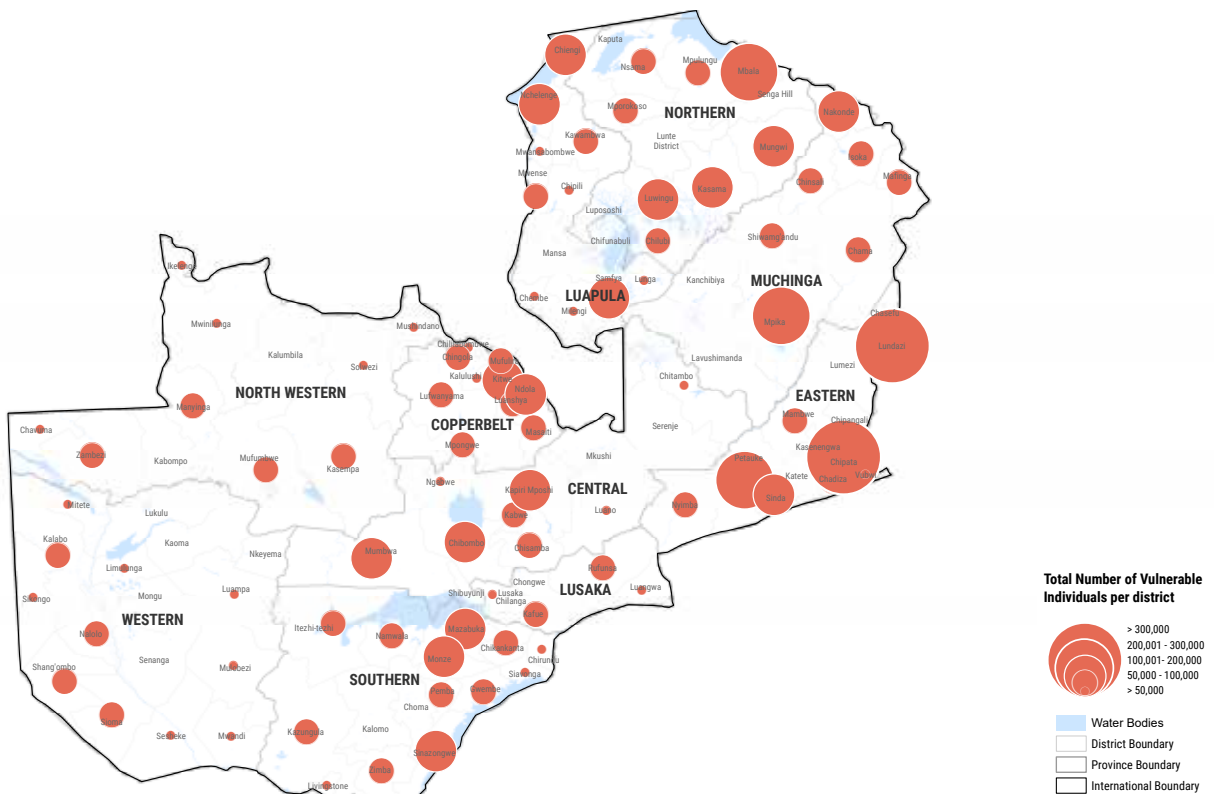 Chiengi
Kaputa
Nsama
Mpulungu
Mbala
Senga Hill
Nchelenge
Mporokoso
NORTHERN
Nakonde
Kawambwa
Lunte
District
Mwansabombwe
Mungwi
Isoka
Mwense
Chipili
Kasama
Chinsali
Mafinga
Luwingu
Lupososhi
Chifunabuli
Chilubi
Shiwamg'andu
Chama
Mansa
Samfya
Lunga
Kanchibiya
MUCHINGA
Chembe
LUAPULA
Milengi
Mpika
Chasefu
Lundazi
Ikelenge
Mwinilunga
Mushindano
Kalumbila
Chililabombwe
Chingola
Mufulira
Solwezi
Kalulushi
Kitwe
Lavushimanda
Lumezi
Chitambo
NORTH WESTERN
Lufwanyama
Ndola
Luanshya
EASTERN
Manyinga
COPPERBELT
Masaiti
Mambwe
Chipangali
Chavuma
Serenje
Zambezi
Mpongwe
Kasenengwa
Kabompo
Mufumbwe
Kasempa
Mkushi
Petauke
Chipata
Katete
Chadiza
Vubwi
Ngabwe
CENTRAL
Kapiri Mposhi
Sinda
Mitete
Lukulu
Kabwe
Luano
Nyimba
Kalabo
Kaoma
Nkeyema
Mumbwa
Chibombo
Chisamba
Limulunga
Rufunsa
Sikongo
Mongu
Luampa
Chongwe
Shibuyunji
Lusaka
Chilanga
LUSAKA
Luangwa
WESTERN
Itezhi-tezhi
Kafue
Nalolo
Namwala
Mazabuka
Chikankanta
Senanga
Monze
Chirundu
Shang'ombo
Mulobezi
SOUTHERN
Siavonga
Pemba
Gwembe
Choma
Sioma
Kalomo
Sesheke
Mwandi
Kazungula
Sinazongwe
Zimba
Livingstone
Total Number of Vulnerable
Individuals per district
> 300,000
200,001 - 300,000
100,001- 200,000
50,000 - 100,000
> 50,000
Water Bodies
District Boundary
Province Boundary
International Boundary